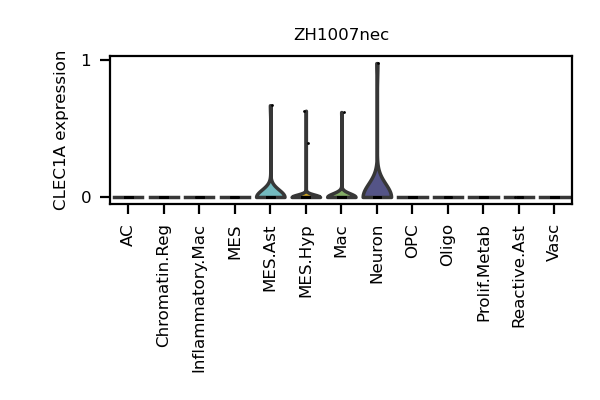 ZH1007nec
CLEC1A expression
1
0
AC
Chromatin.Reg
Inflammatory.Mac
MES
MES.Ast
MES.Hyp
Mac
Neuron
OPC
Oligo
Prolif.Metab
Reactive.Ast
Vasc